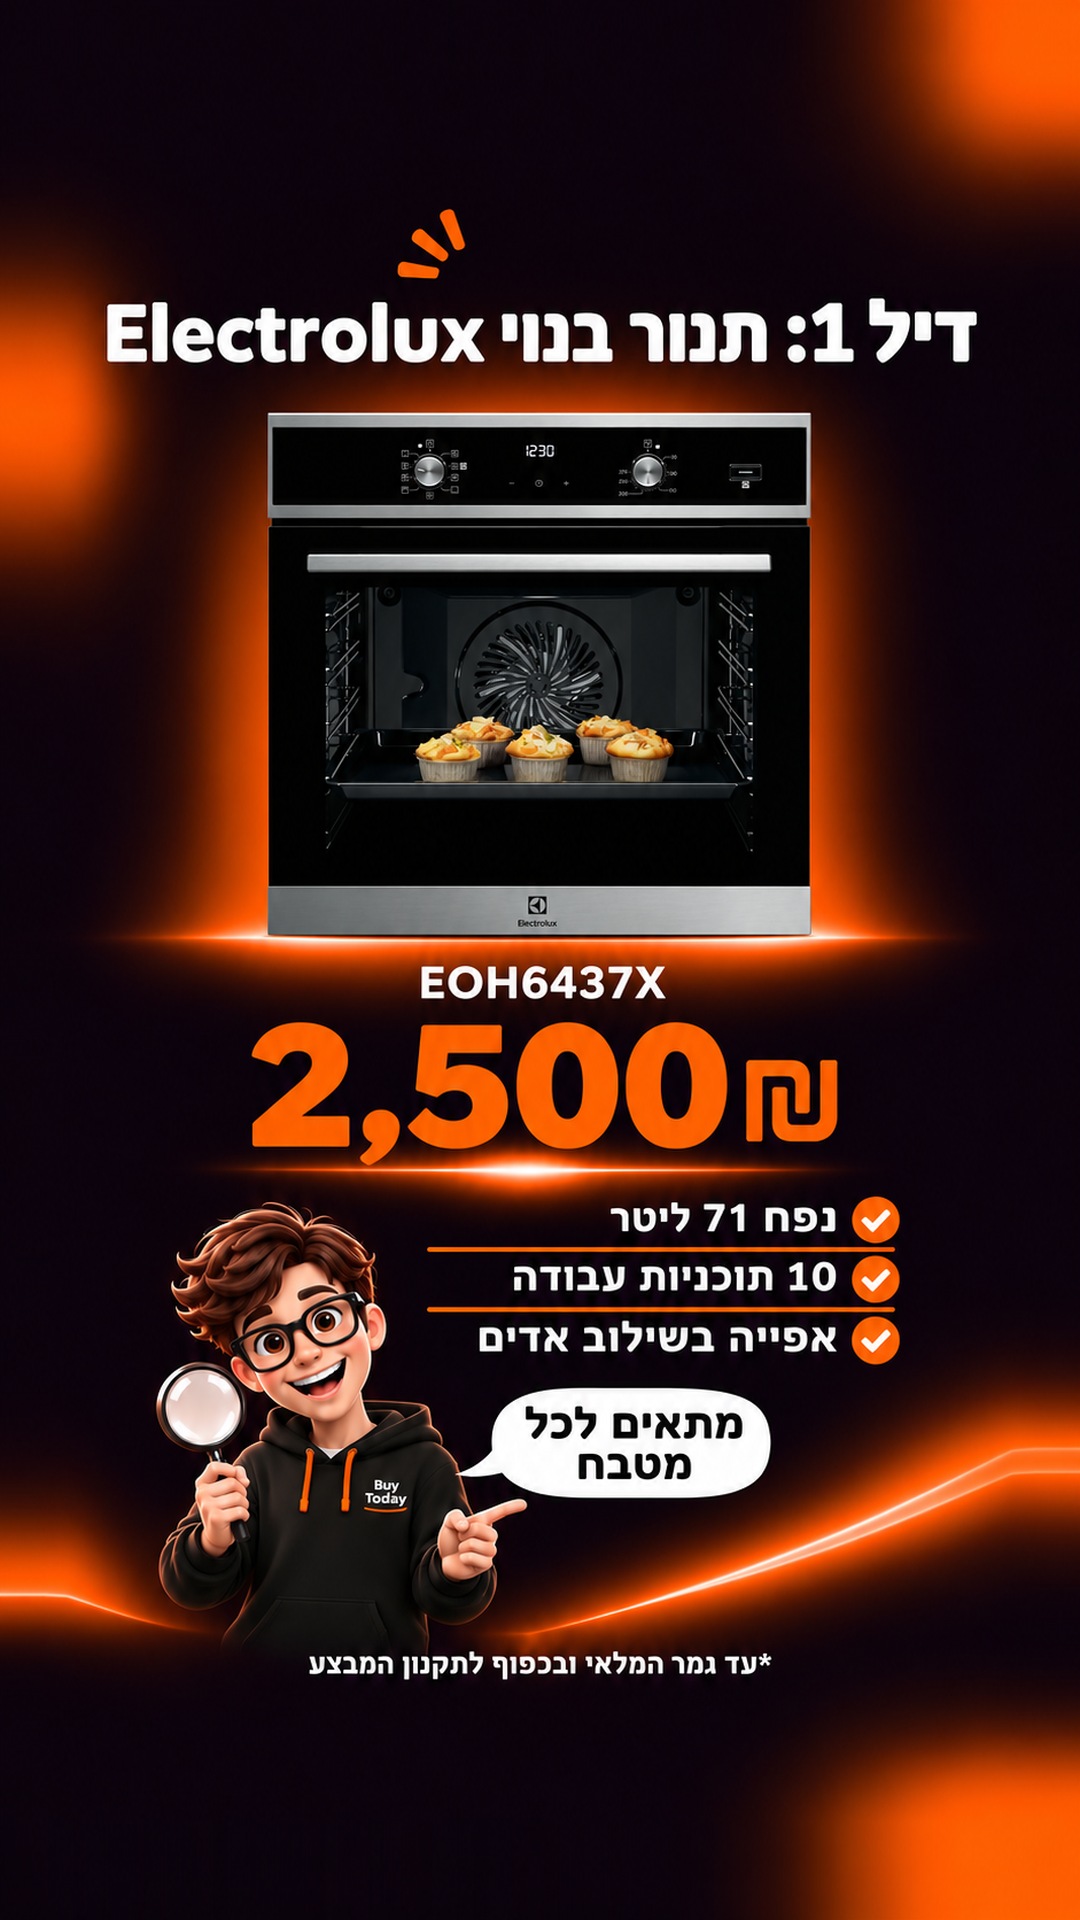 דיל 1: תנור בנוי Electrolux
1230
Electrolux
EOH6437X
2,500₪
נפח 71 ליטר
10 תוכניות עבודה
אפייה בשילוב אדים
מתאים לכל
מטבח
Buy
Today
*עד גמר המלאי ובכפוף לתקנון המבצע